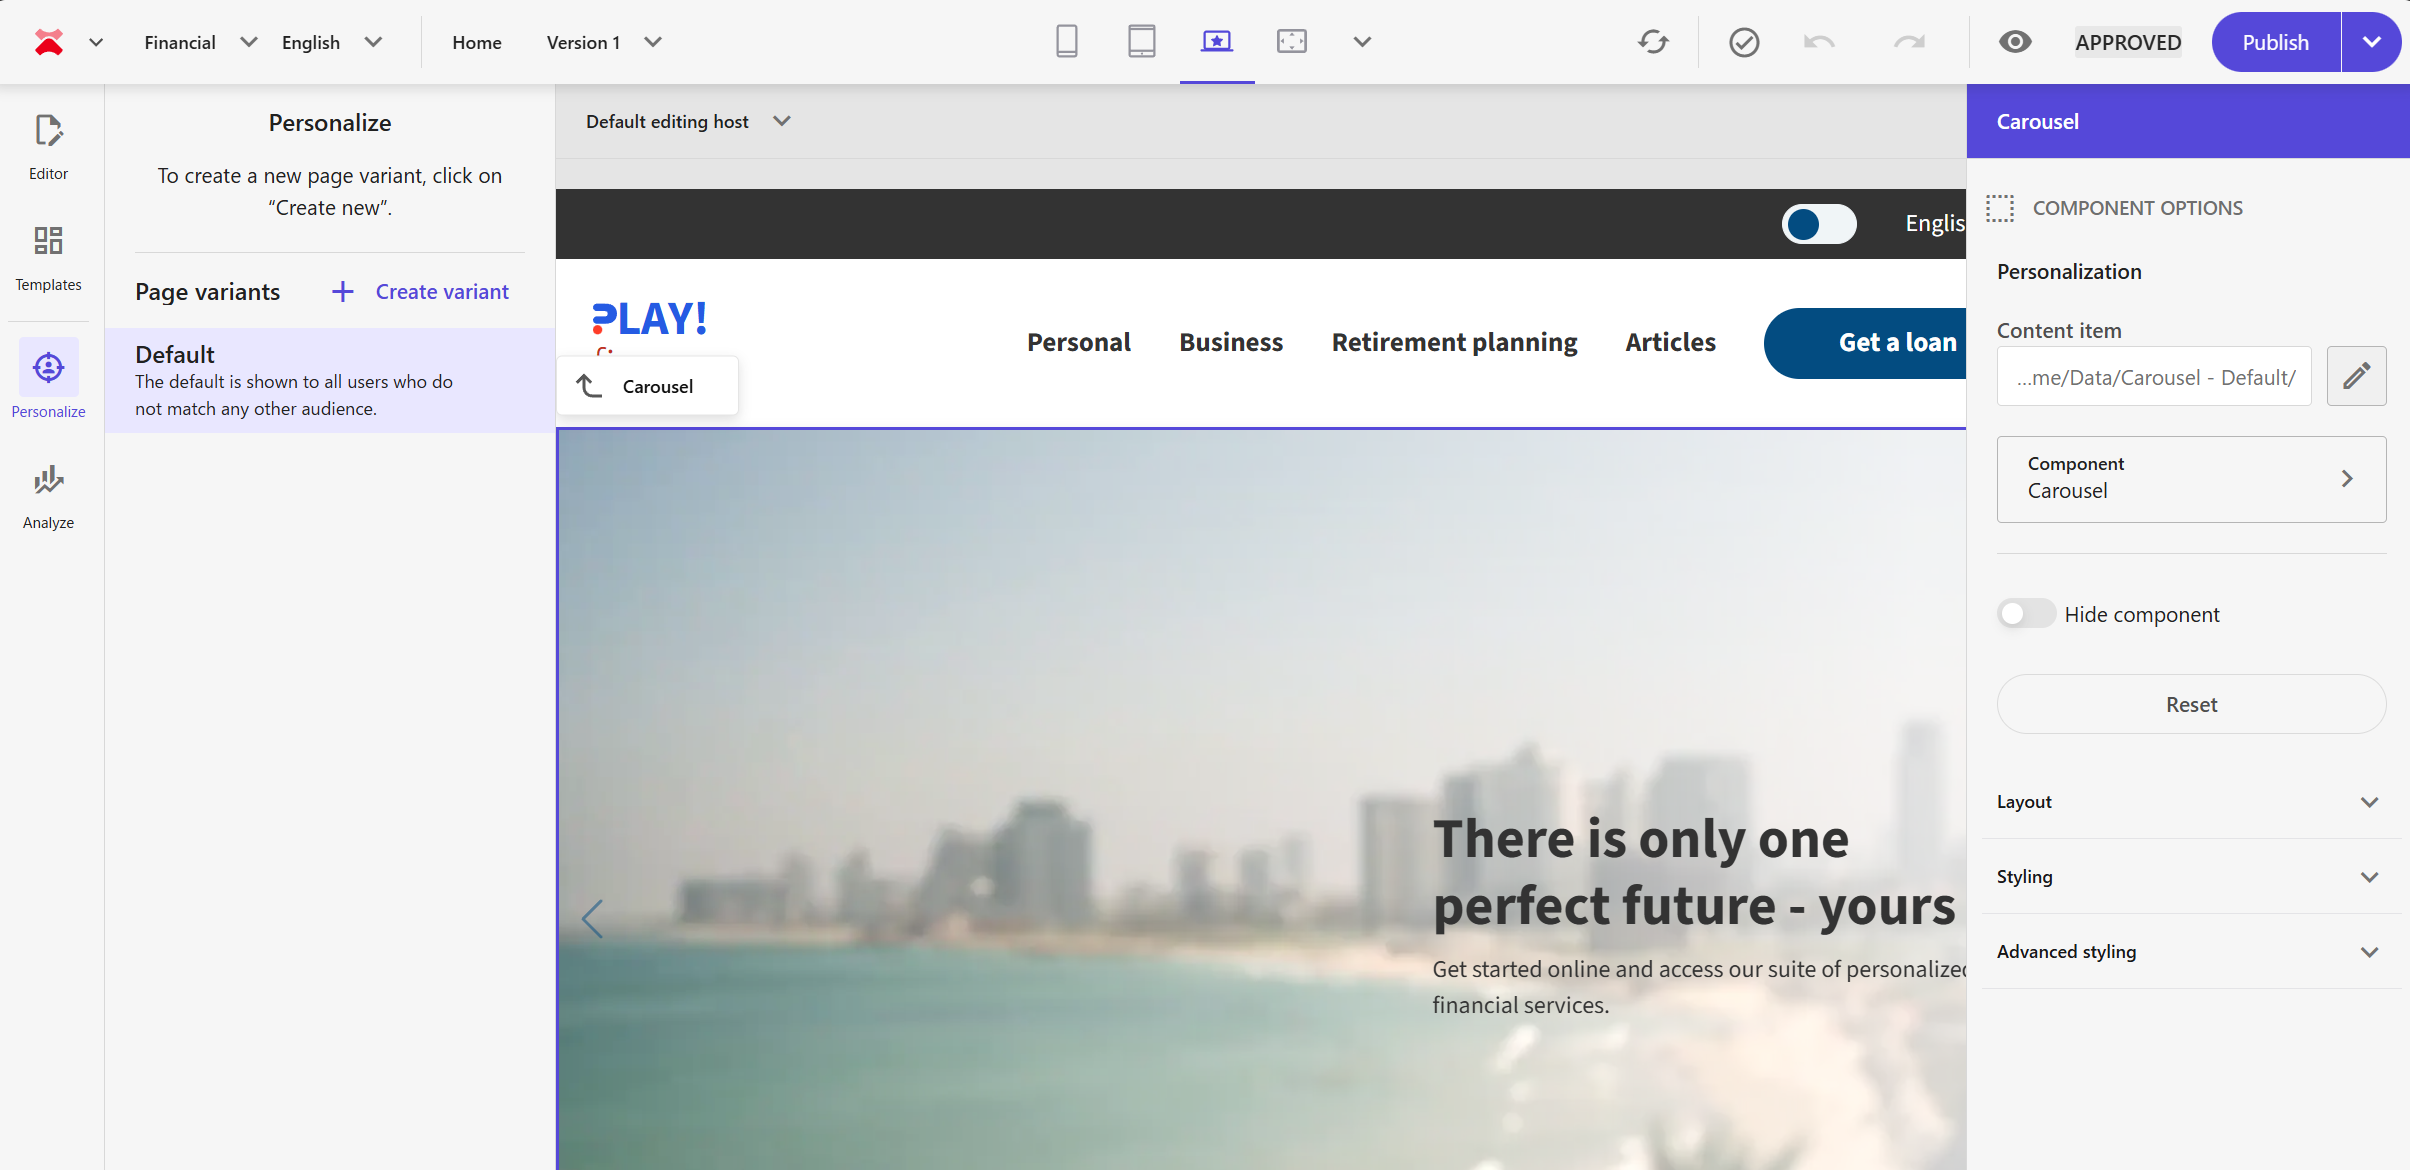 Financial
English
Home
Version 1
APPROVED
Publish
Editor
Templates
Personalize
Analyze
Personalize
To create a new page variant, click on
“Create new”.
Page variants
Create variant
Default
The default is shown to all users who do
not match any other audience.
Default editing host
Englis
PLAY!
Personal
Business
Retirement planning
Articles
Get a loan
Carousel
There is only one
perfect future - yours
Get started online and access our suite of personalized
financial services.
Carousel
COMPONENT OPTIONS
Personalization
Content item
...me/Data/Carousel - Default/
Component
Carousel
Hide component
Reset
Layout
Styling
Advanced styling